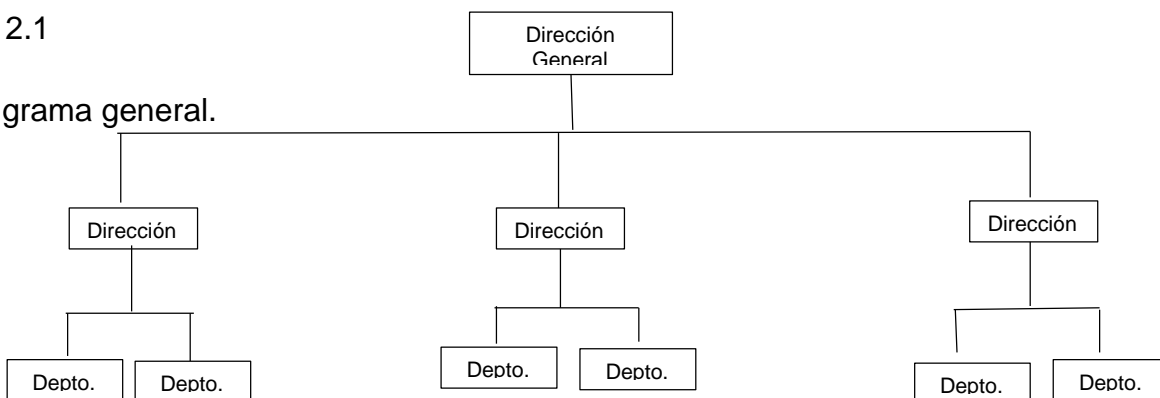 2.1
Dirección
General
grama general.
Dirección
Dirección
Dirección
Depto.
Depto.
Depto.
Depto.
Depto.
Depto.